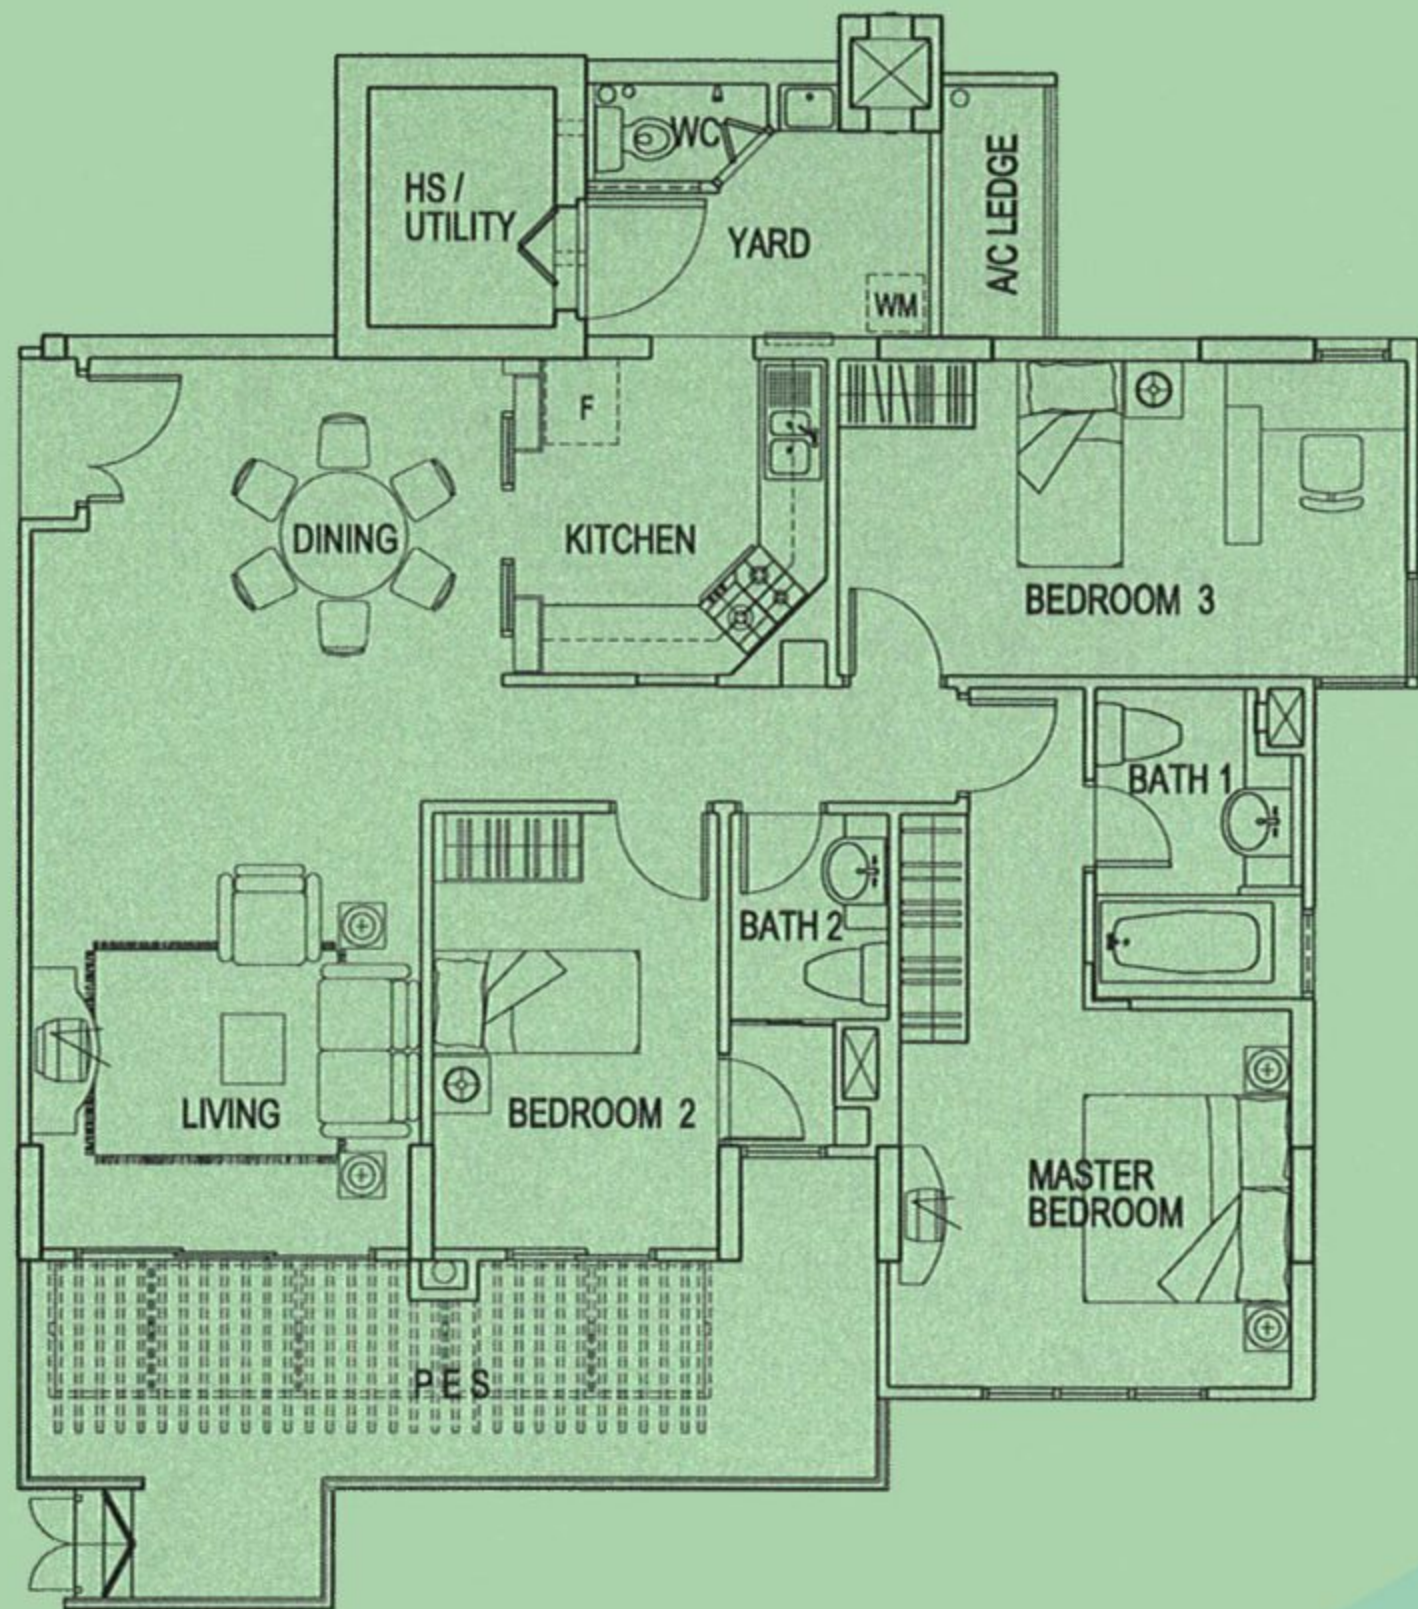 WC
HS /
UTILITY
YARD
A/C LEDGE
WM
F
DINING
KITCHEN
BEDROOM 3
BATH 1
BATH 2
LIVING
BEDROOM 2
MASTER
BEDROOM
PES